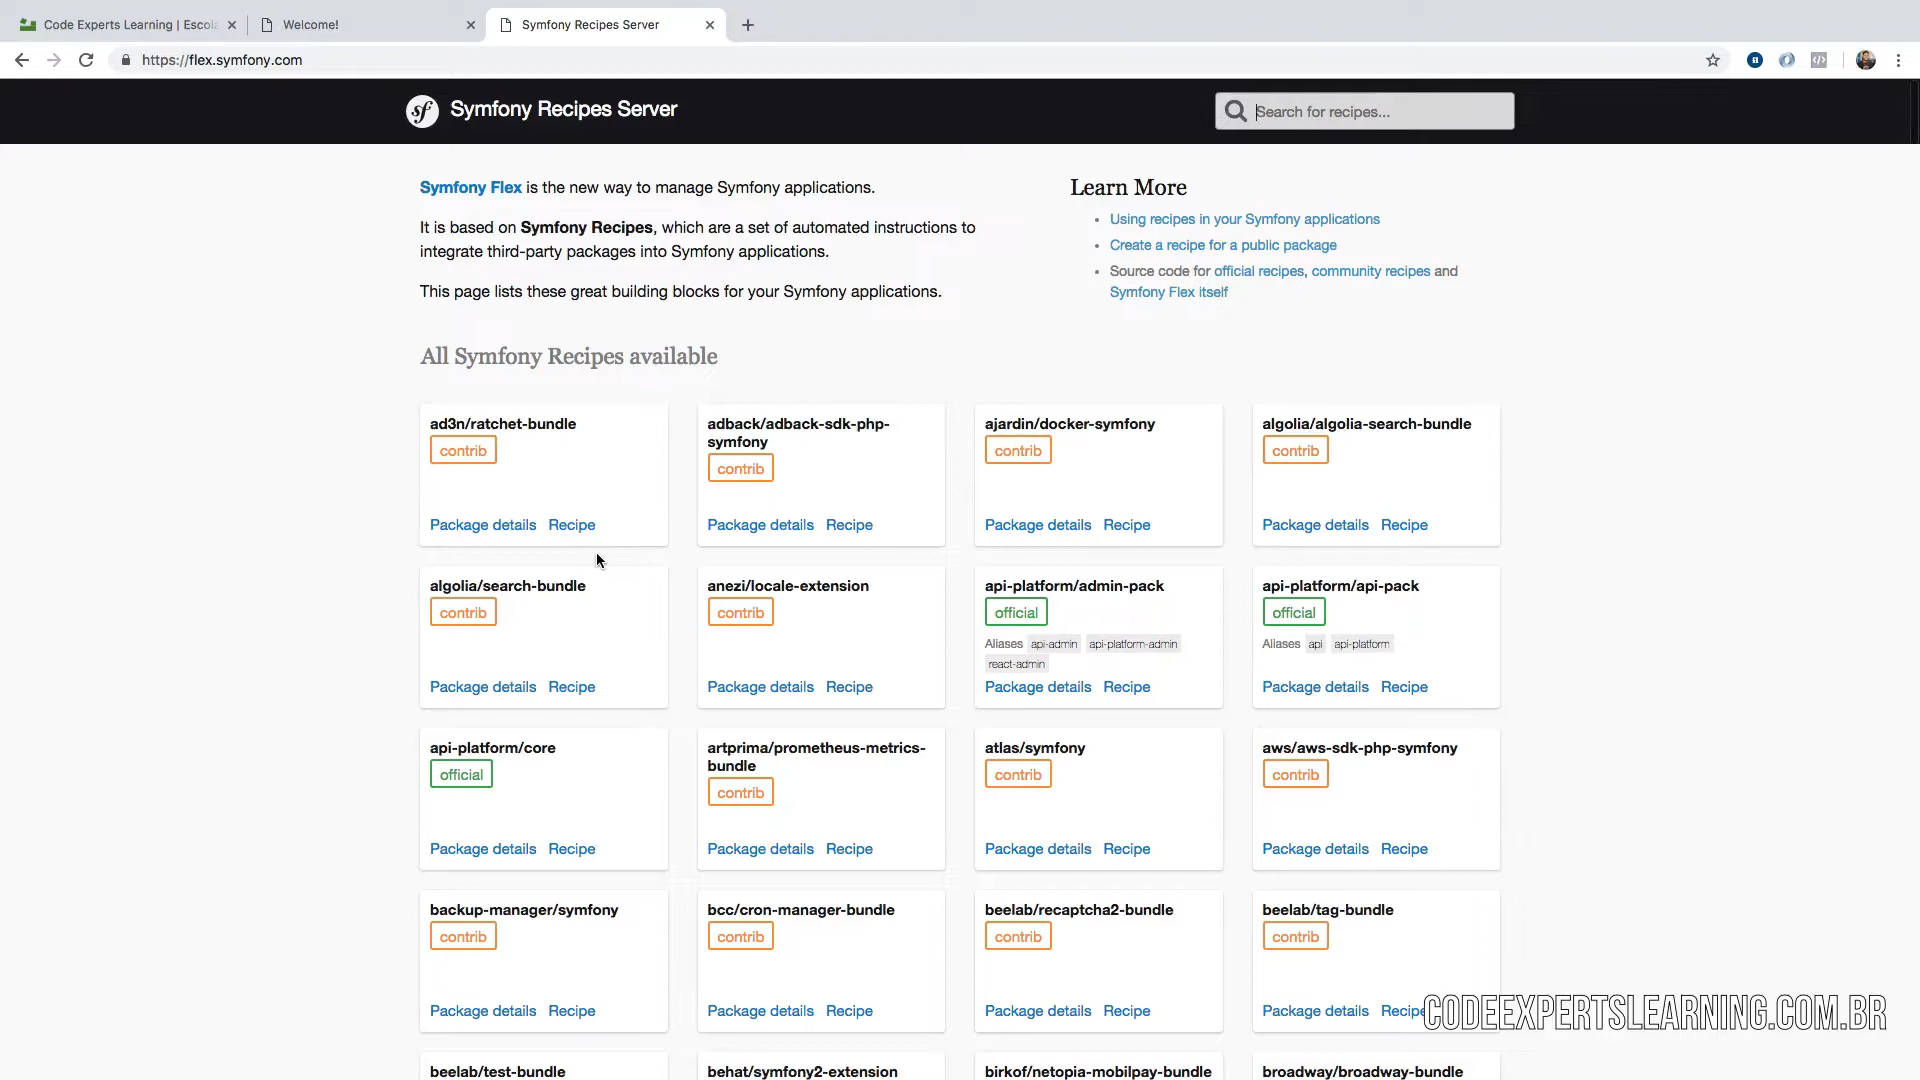 Code Experts Learning | Escola
Welcome!
Symfony Recipes Server
https://flex.symfony.com
sf
Symfony Recipes Server
Search for recipes...
Symfony Flex is the new way to manage Symfony applications.
It is based on Symfony Recipes, which are a set of automated instructions to
integrate third-party packages into Symfony applications.
This page lists these great building blocks for your Symfony applications.
Learn More
Using recipes in your Symfony applications
Create a recipe for a public package
Source code for official recipes, community recipes and
Symfony Flex itself
All Symfony Recipes available
ad3n/ratchet-bundle
contrib
Package details Recipe
adback/adback-sdk-php-
symfony
contrib
Package details Recipe
ajardin/docker-symfony
contrib
Package details Recipe
algolia/algolia-search-bundle
contrib
Package details Recipe
algolia/search-bundle
contrib
Package details Recipe
anezi/locale-extension
contrib
Package details Recipe
api-platform/admin-pack
official
Aliases api-admin api-platform-admin
react-admin
Package details Recipe
api-platform/api-pack
official
Aliases api api-platform
Package details Recipe
api-platform/core
official
Package details Recipe
artprima/prometheus-metrics-
bundle
contrib
Package details Recipe
atlas/symfony
contrib
Package details Recipe
aws/aws-sdk-php-symfony
contrib
Package details Recipe
backup-manager/symfony
contrib
Package details Recipe
bcc/cron-manager-bundle
contrib
Package details Recipe
beelab/recaptcha2-bundle
contrib
Package details Recipe
beelab/tag-bundle
contrib
Package details Recipe
CODEEXPERTSLEARNING.COM.BR
beelab/test-bundle
behat/symfony2-extension
birkof/netopia-mobilpay-bundle
broadway/broadway-bundle